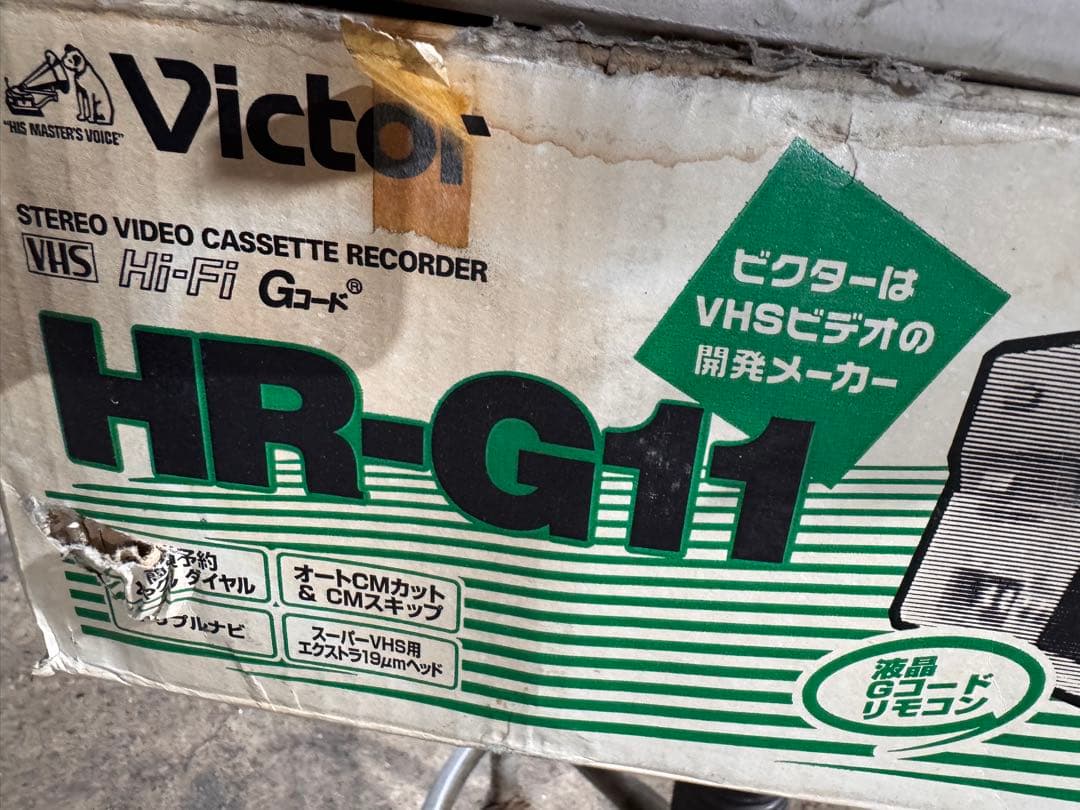 "HIS MASTER'S VOICE"
Victor
STEREO VIDEO CASSETTE RECORDER
VHS Hi-Fi Gコード®
HR-G11
ビクターは
VHSビデオの
開発メーカー
予約
ダイヤル
オートCMカット
& CMスキップ
プルナビ
スーパーVHS用
エクストラ19μmヘッド
液晶
Gコード
リモコン